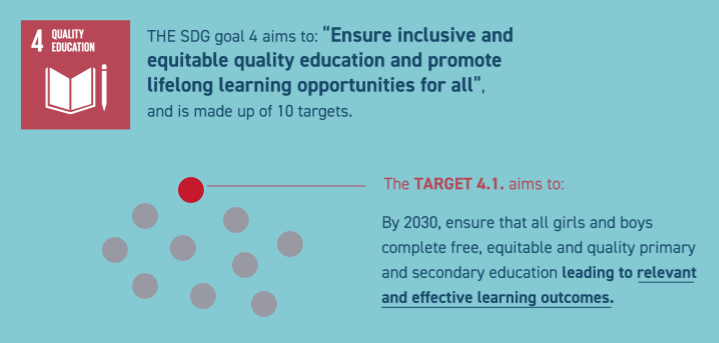 4 QUALITY
EDUCATION
THE SDG goal 4 aims to: “Ensure inclusive and
equitable quality education and promote
lifelong learning opportunities for all”,
and is made up of 10 targets.
The TARGET 4.1. aims to:
By 2030, ensure that all girls and boys
complete free, equitable and quality primary
and secondary education leading to relevant
and effective learning outcomes.